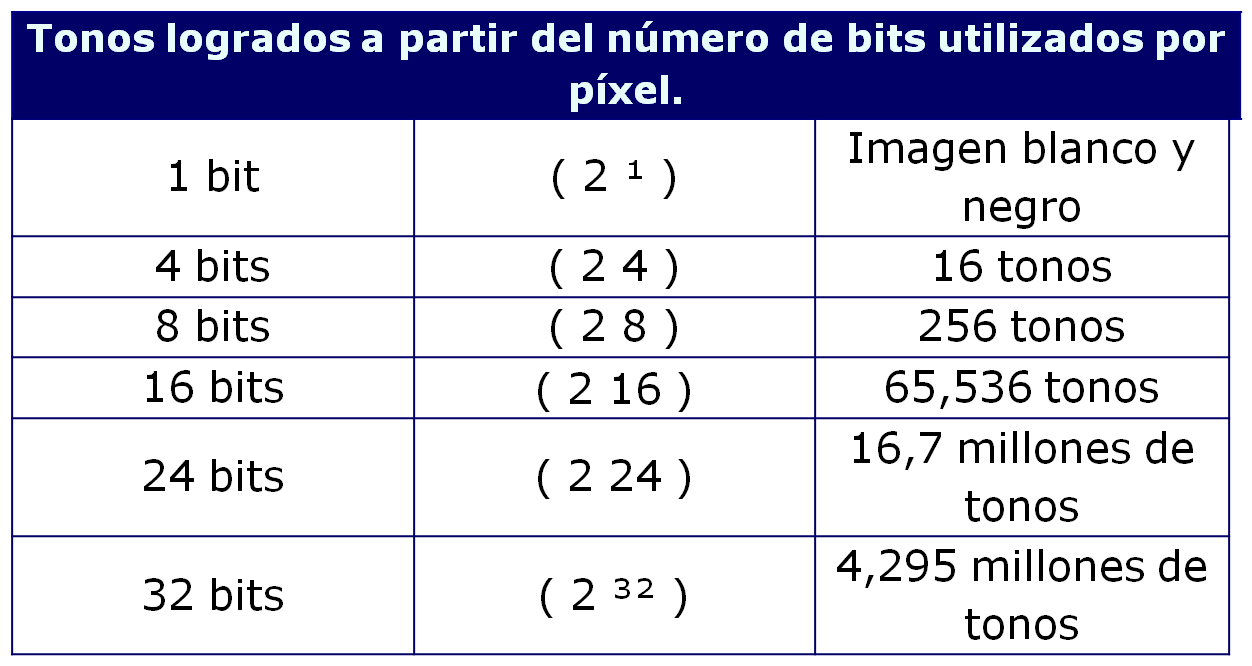 Tonos logrados a partir del número de bits utilizados por
píxel.
1 bit
( 2 ¹ )
Imagen blanco y
negro
4 bits
( 2 4 )
16 tonos
8 bits
( 2 8 )
256 tonos
16 bits
( 2 16 )
65,536 tonos
24 bits
( 2 24 )
16,7 millones de
tonos
32 bits
( 2 ³² )
4,295 millones de
tonos